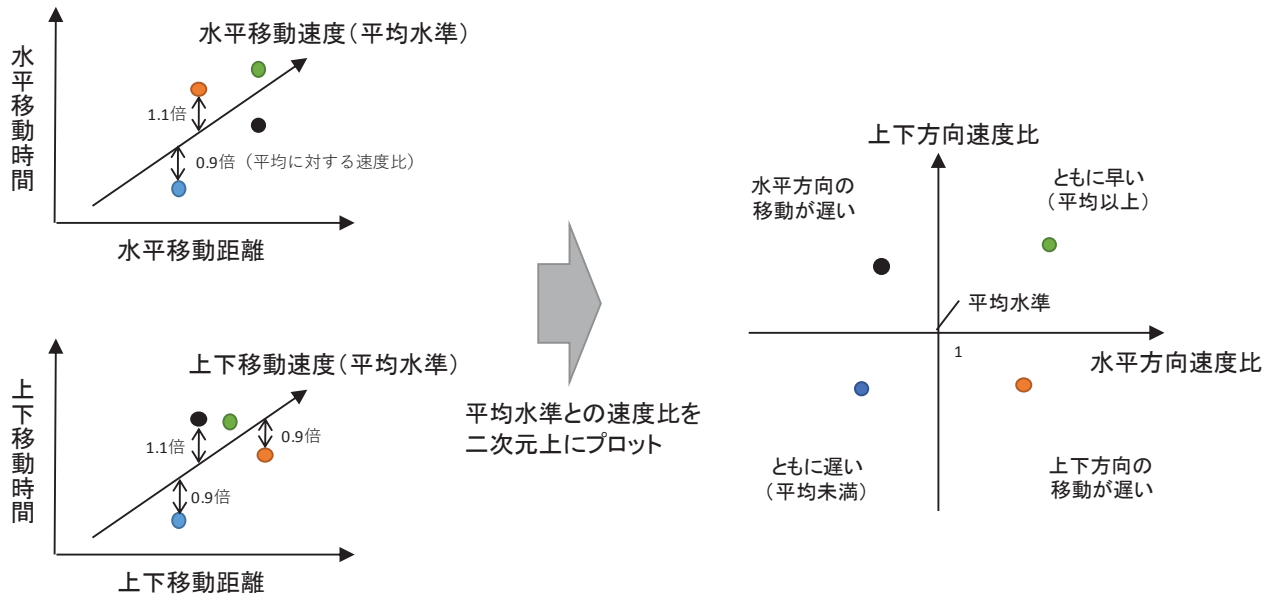 水平移動時間
水平移動速度(平均水準)
1.1倍
0.9倍(平均に対する速度比)
水平移動距離
上下移動時間
上下移動速度(平均水準)
1.1倍
0.9倍
0.9倍
上下移動距離
平均水準との速度比を
二次元上にプロット
上下方向速度比
水平方向の
移動が遅い
ともに早い
(平均以上)
平均水準
1
水平方向速度比
ともに遅い
(平均未満)
上下方向の
移動が遅い